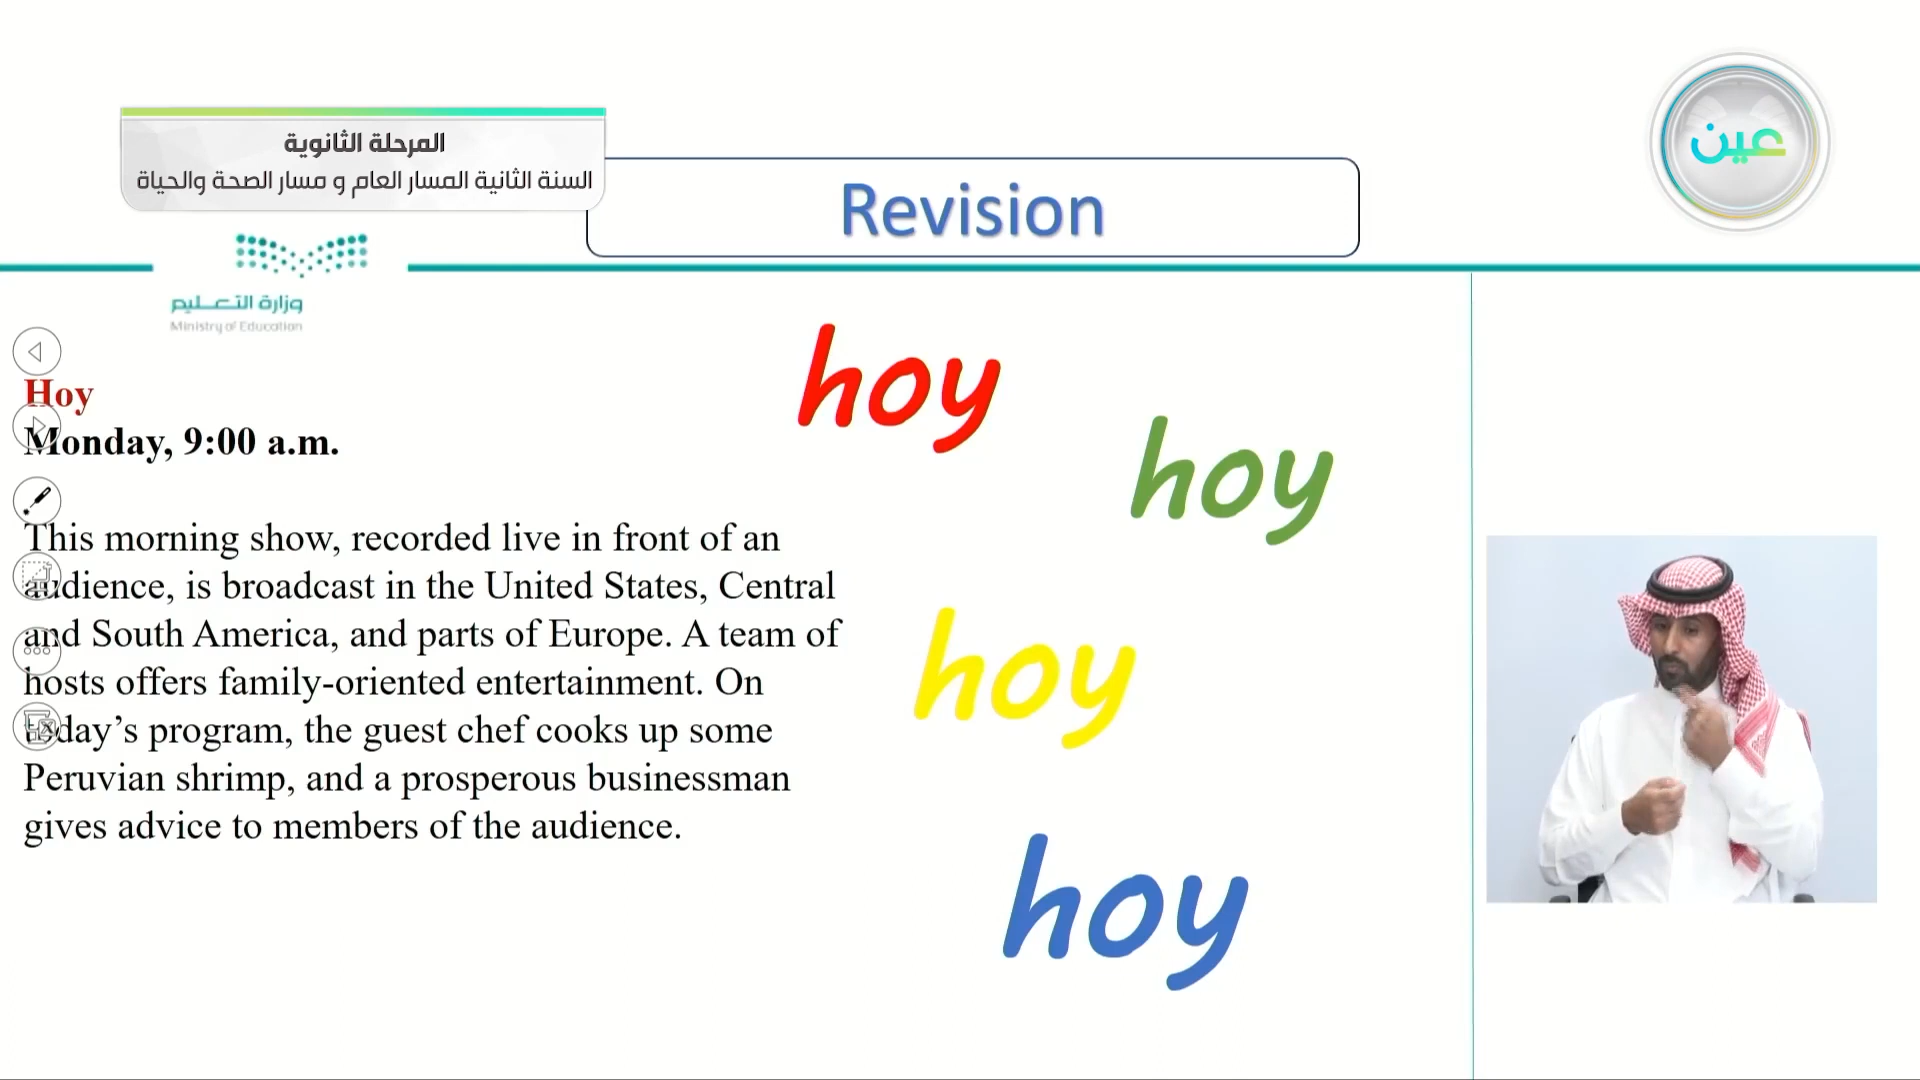 المرحلة الثانوية
السنة الثانية المسار العام و مسار الصحة والحياة
عين
Revision
وزارة التعليم
Ministry of Education
Hoy
Monday, 9:00 a.m.
This morning show, recorded live in front of an
audience, is broadcast in the United States, Central
and South America, and parts of Europe. A team of
hosts offers family-oriented entertainment. On
today’s program, the guest chef cooks up some
Peruvian shrimp, and a prosperous businessman
gives advice to members of the audience.
hoy
hoy
hoy
hoy